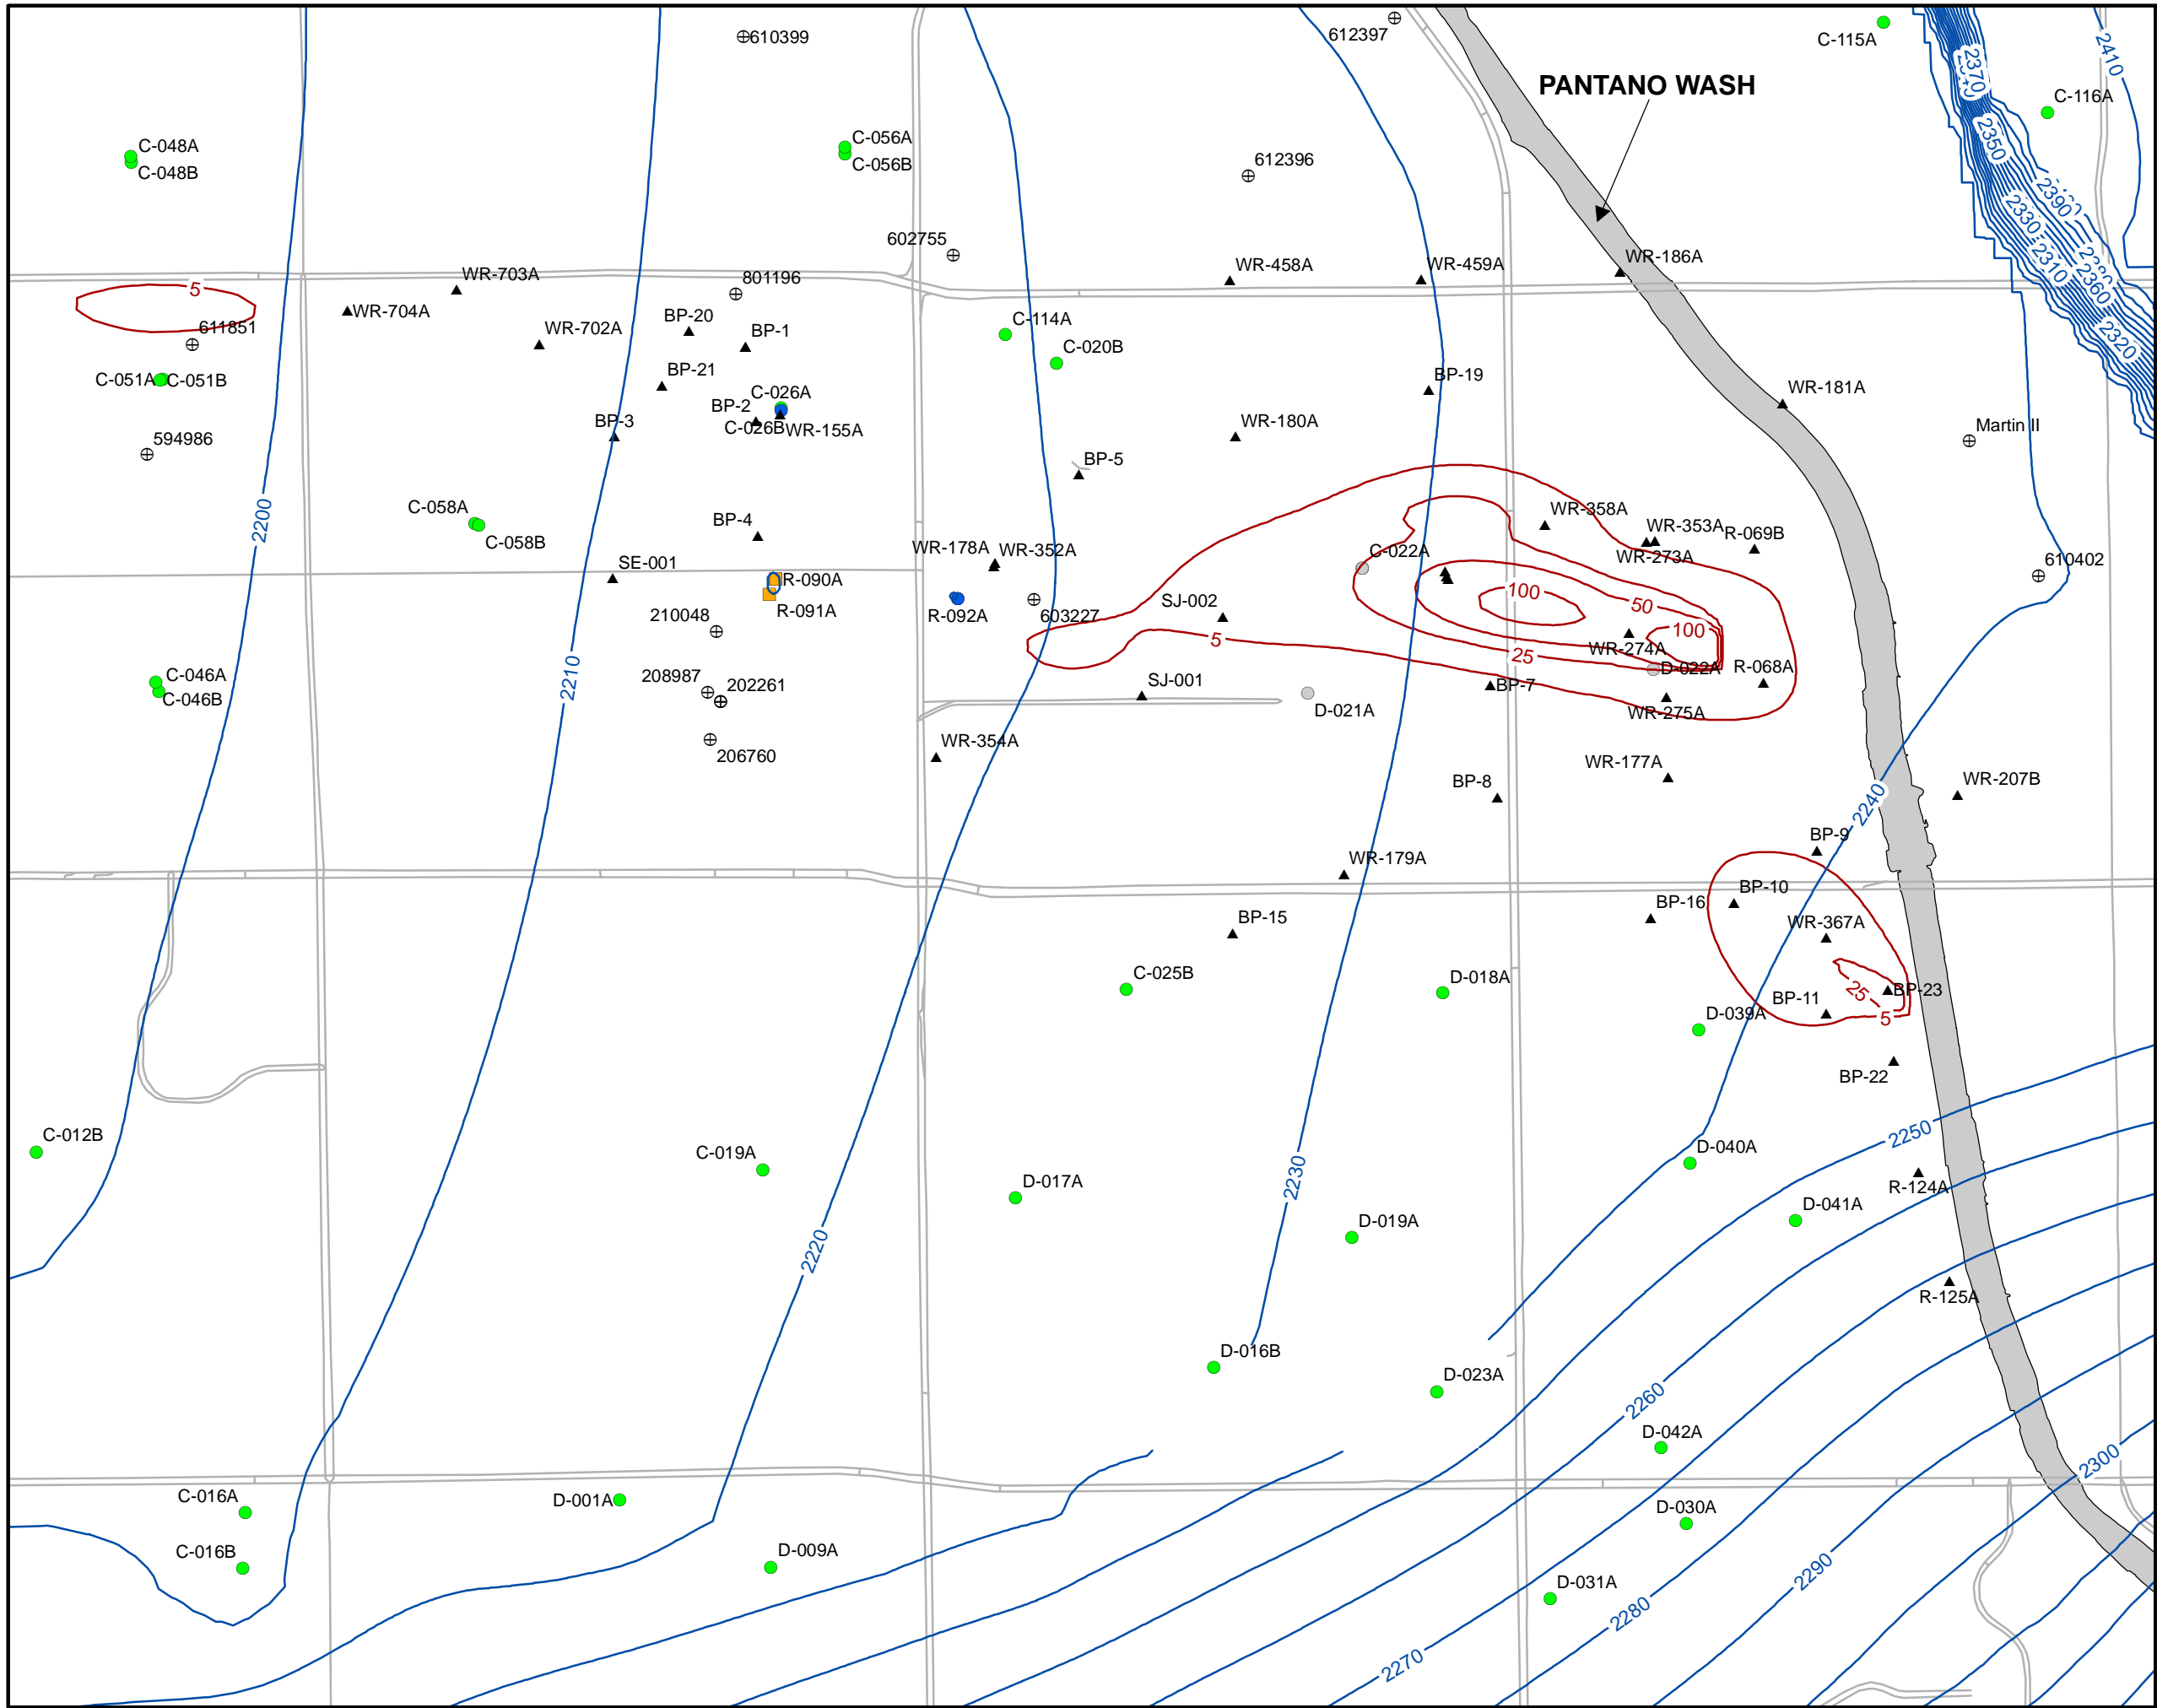 612397
610399
C-115A
2370
2410
PANTANO WASH
C-116A
2350
C-048A
C-048B
C-056A
C-056B
612396
2390
2330
602755
2310
2360
2320
WR-703A
801196
WR-458A
WR-459A
WR-186A
5
WR-704A
611851
WR-702A
BP-20
BP-1
C-114A
C-020B
C-051A
C-051B
BP-21
BP-19
WR-181A
C-026A
BP-2
C-026B
WR-155A
BP-3
WR-180A
Martin II
594986
BP-5
2200
C-058A
C-058B
BP-4
WR-358A
WR-353A
R-069B
WR-178A
WR-352A
C-022A
WR-273A
SE-001
R-090A
610402
100
50
R-091A
R-092A
603227
SJ-002
210048
5
100
WR-274A
25
D-022A
R-068A
2210
C-046A
C-046B
208987
202261
SJ-001
BP-7
D-021A
WR-275A
206760
WR-354A
WR-177A
BP-8
WR-207B
2240
BP-9
WR-179A
BP-10
BP-16
BP-15
WR-367A
C-025B
D-018A
25
BP-23
BP-11
5
D-039A
BP-22
C-012B
2250
C-019A
D-040A
2230
D-017A
R-124A
D-041A
D-019A
2220
R-125A
D-016B
D-023A
2260
D-042A
2300
C-016A
D-001A
D-030A
C-016B
D-009A
2290
D-031A
2280
2270